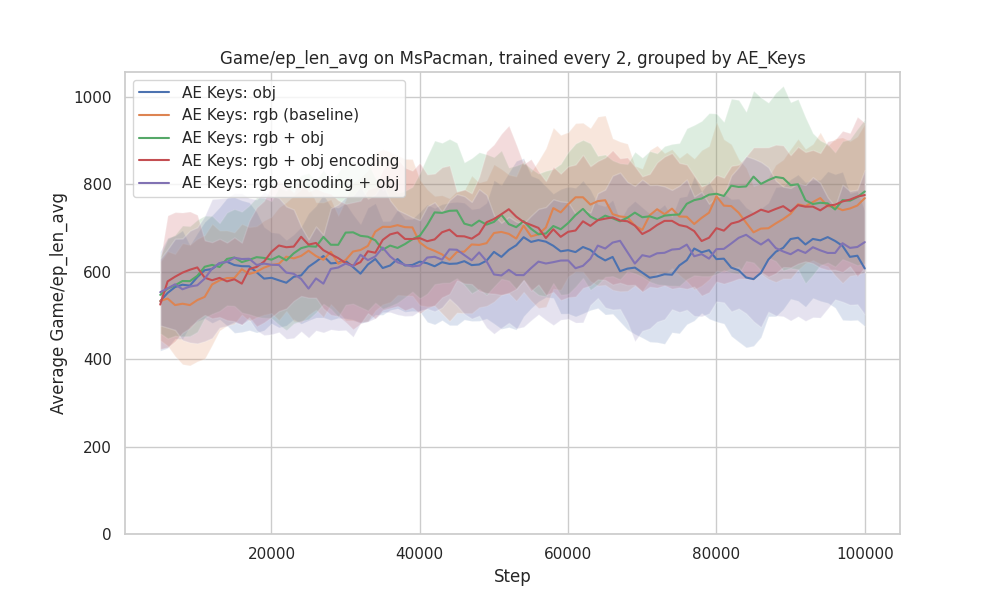 Game/ep_len_avg on MsPacman, trained every 2, grouped by AE_Keys
AE Keys: obj
AE Keys: rgb (baseline)
AE Keys: rgb + obj
AE Keys: rgb + obj encoding
AE Keys: rgb encoding + obj
Average Game/ep_len_avg
1000
800
600
400
200
0
20000
40000
60000
80000
100000
Step